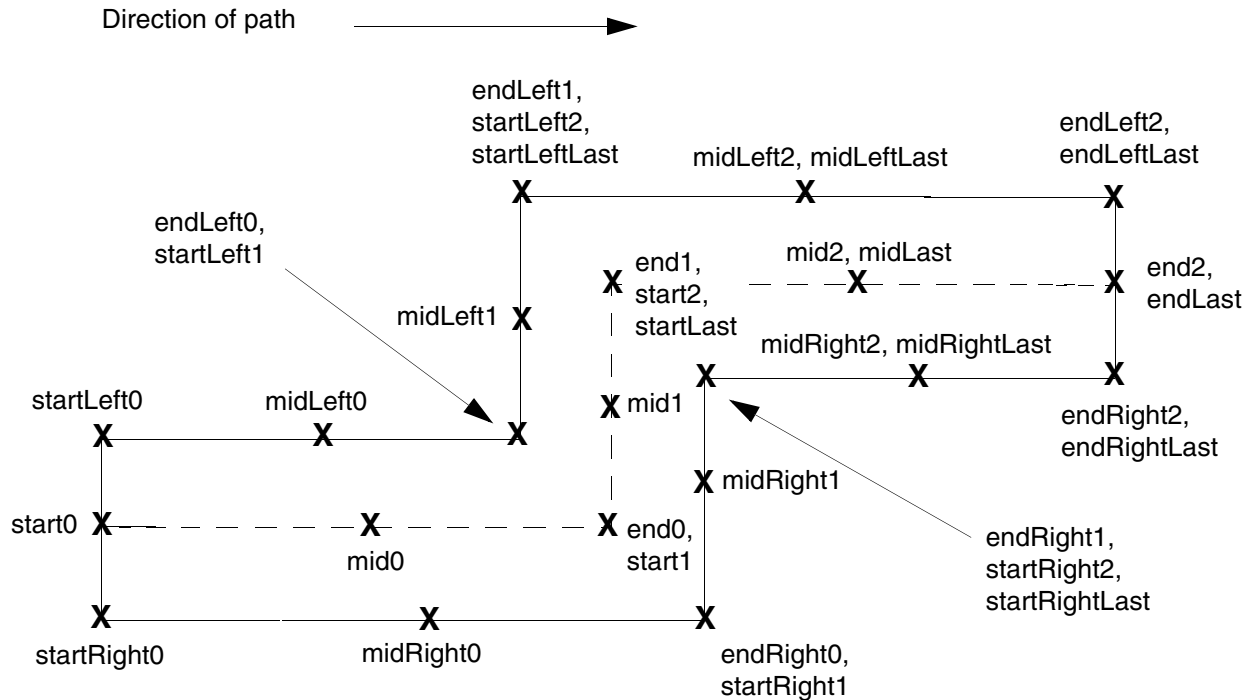 Direction of path
endLeft1,
startLeft2,
startLeftLast
endLeft2,
endLeftLast
midLeft2, midLeftLast
endLeft0,
startLeft1
end1,
start2,
startLast
mid2, midLast
end2,
endLast
midLeft1
midRight2, midRightLast
startLeft0
midLeft0
mid1
endRight2,
endRightLast
midRight1
start0
mid0
end0,
start1
endRight1,
startRight2,
startRightLast
startRight0
midRight0
endRight0,
startRight1